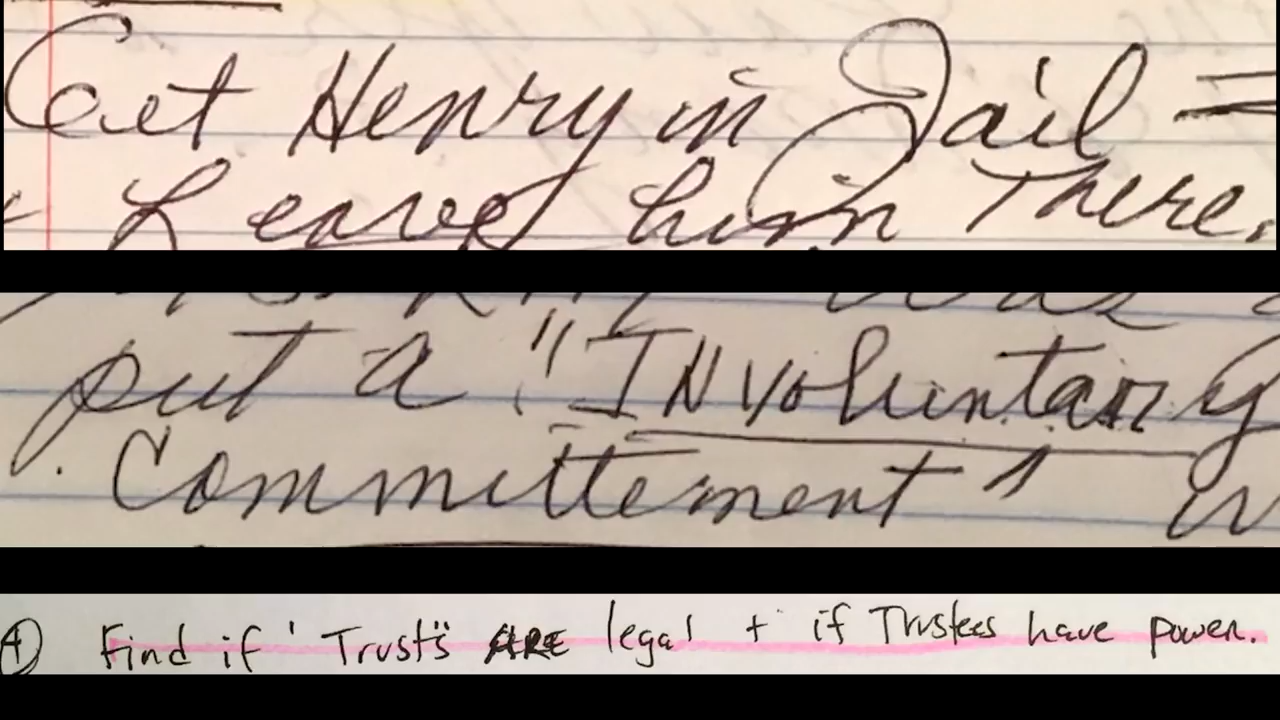 Get Henry in Jail =
Leave him There.
put a "INvoluntary
Committement"
④ Find if 'Trusts" ARE legal + if Trustees have power.